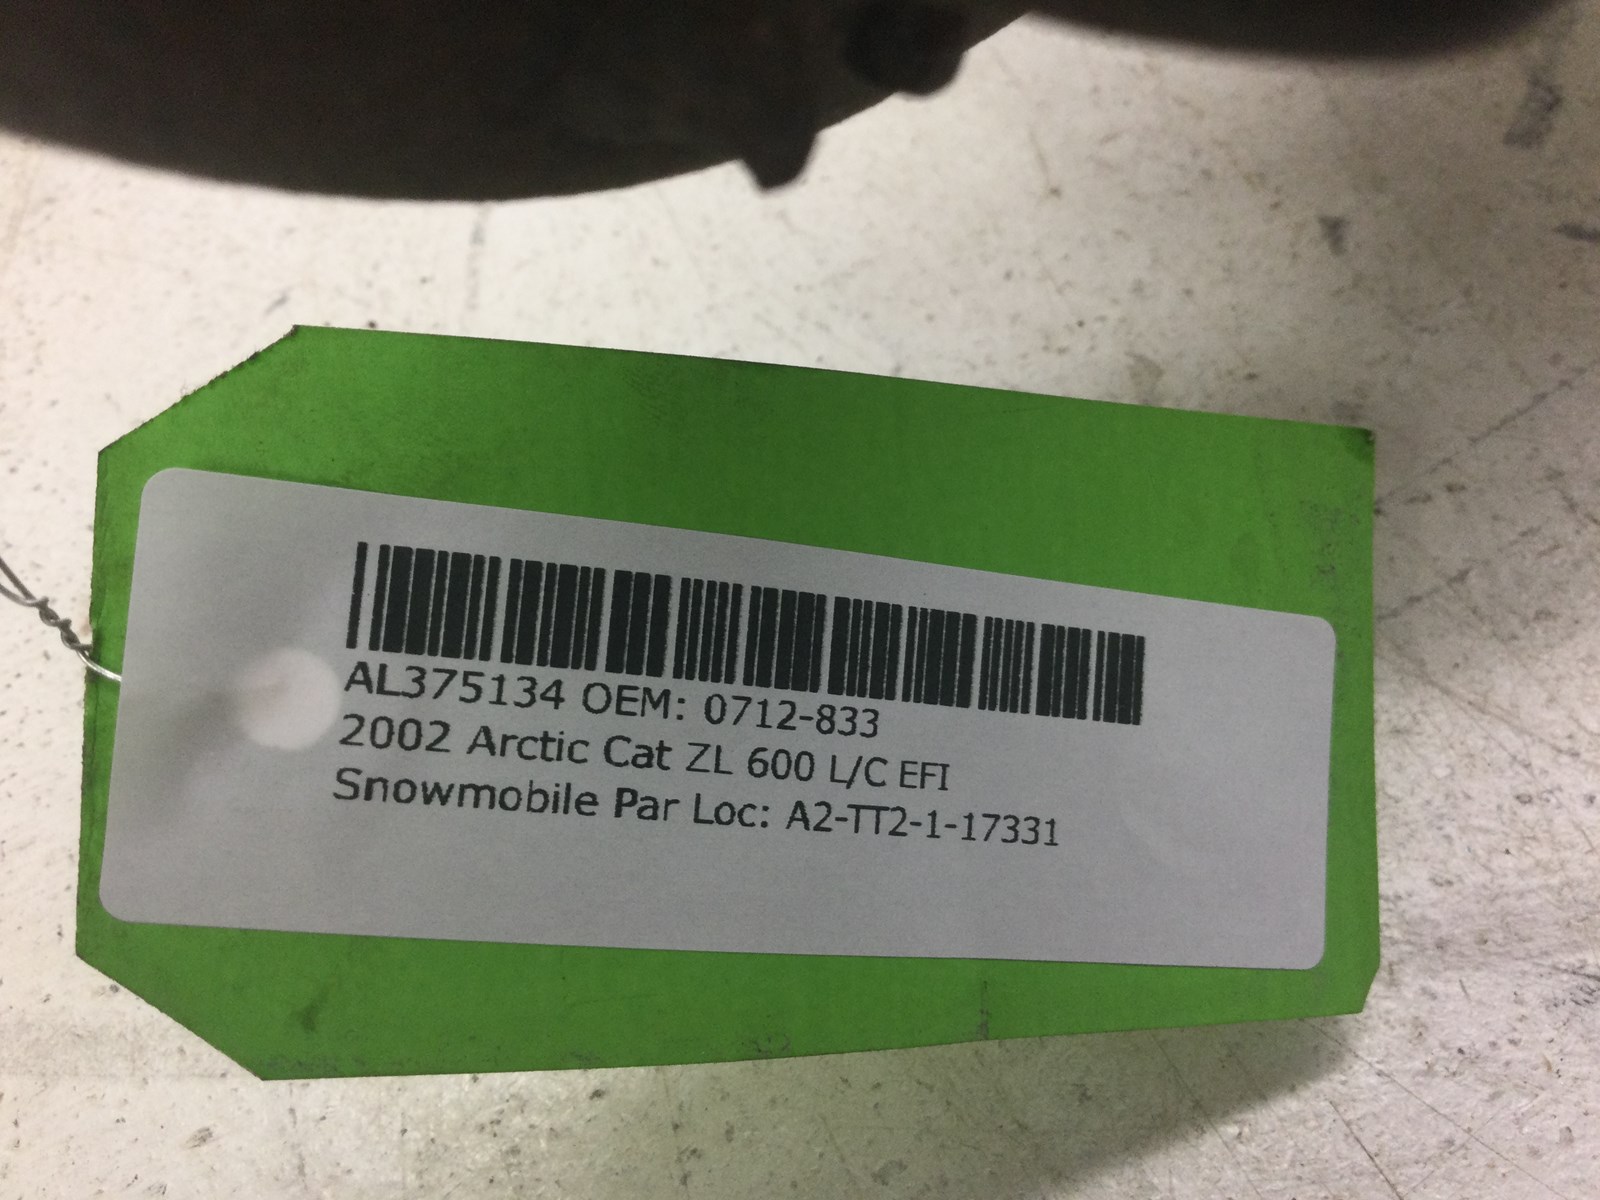 AL375134 OEM: 0712-833
2002 Arctic Cat ZL 600 L/C EFI
Snowmobile Par Loc: A2-TT2-1-17331